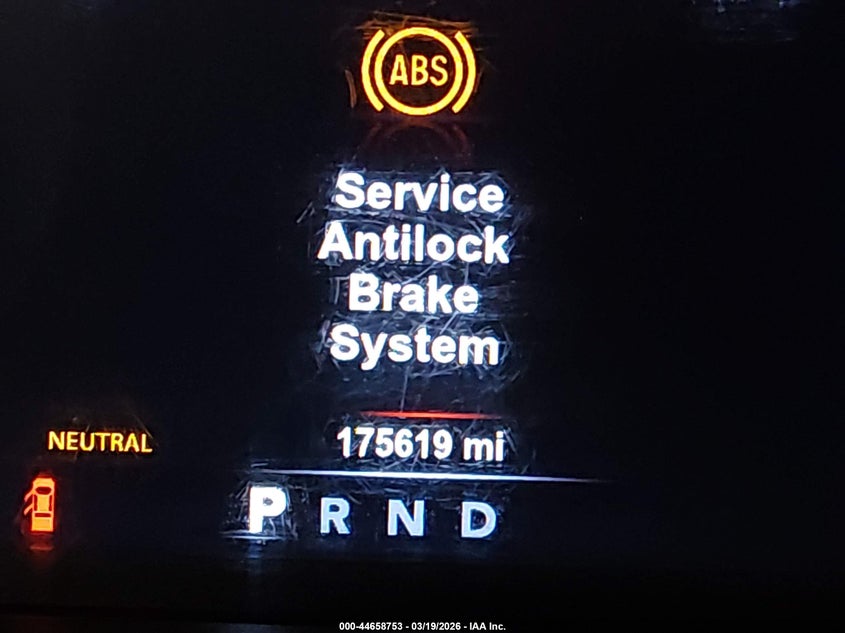 ABS
Service
Antilock
Brake
System
175619 mi
NEUTRAL
P R N D
000-44658753 - 03/19/2026 - IAA Inc.